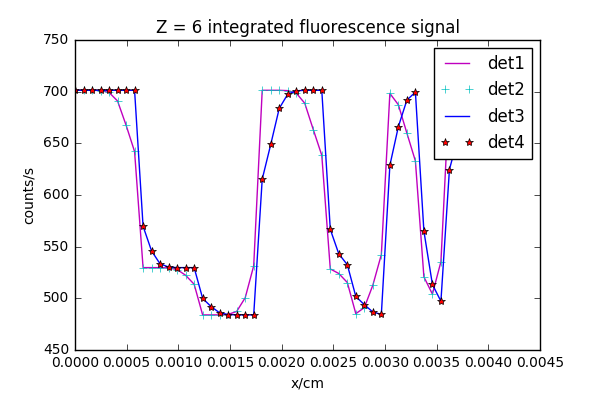 Z = 6 integrated fluorescence signal
750
700
650
600
550
500
450
counts/s
det1
det2
det3
det4
0.0000 0.0005 0.0010 0.0015 0.0020 0.0025 0.0030 0.0035 0.0040 0.0045
x/cm